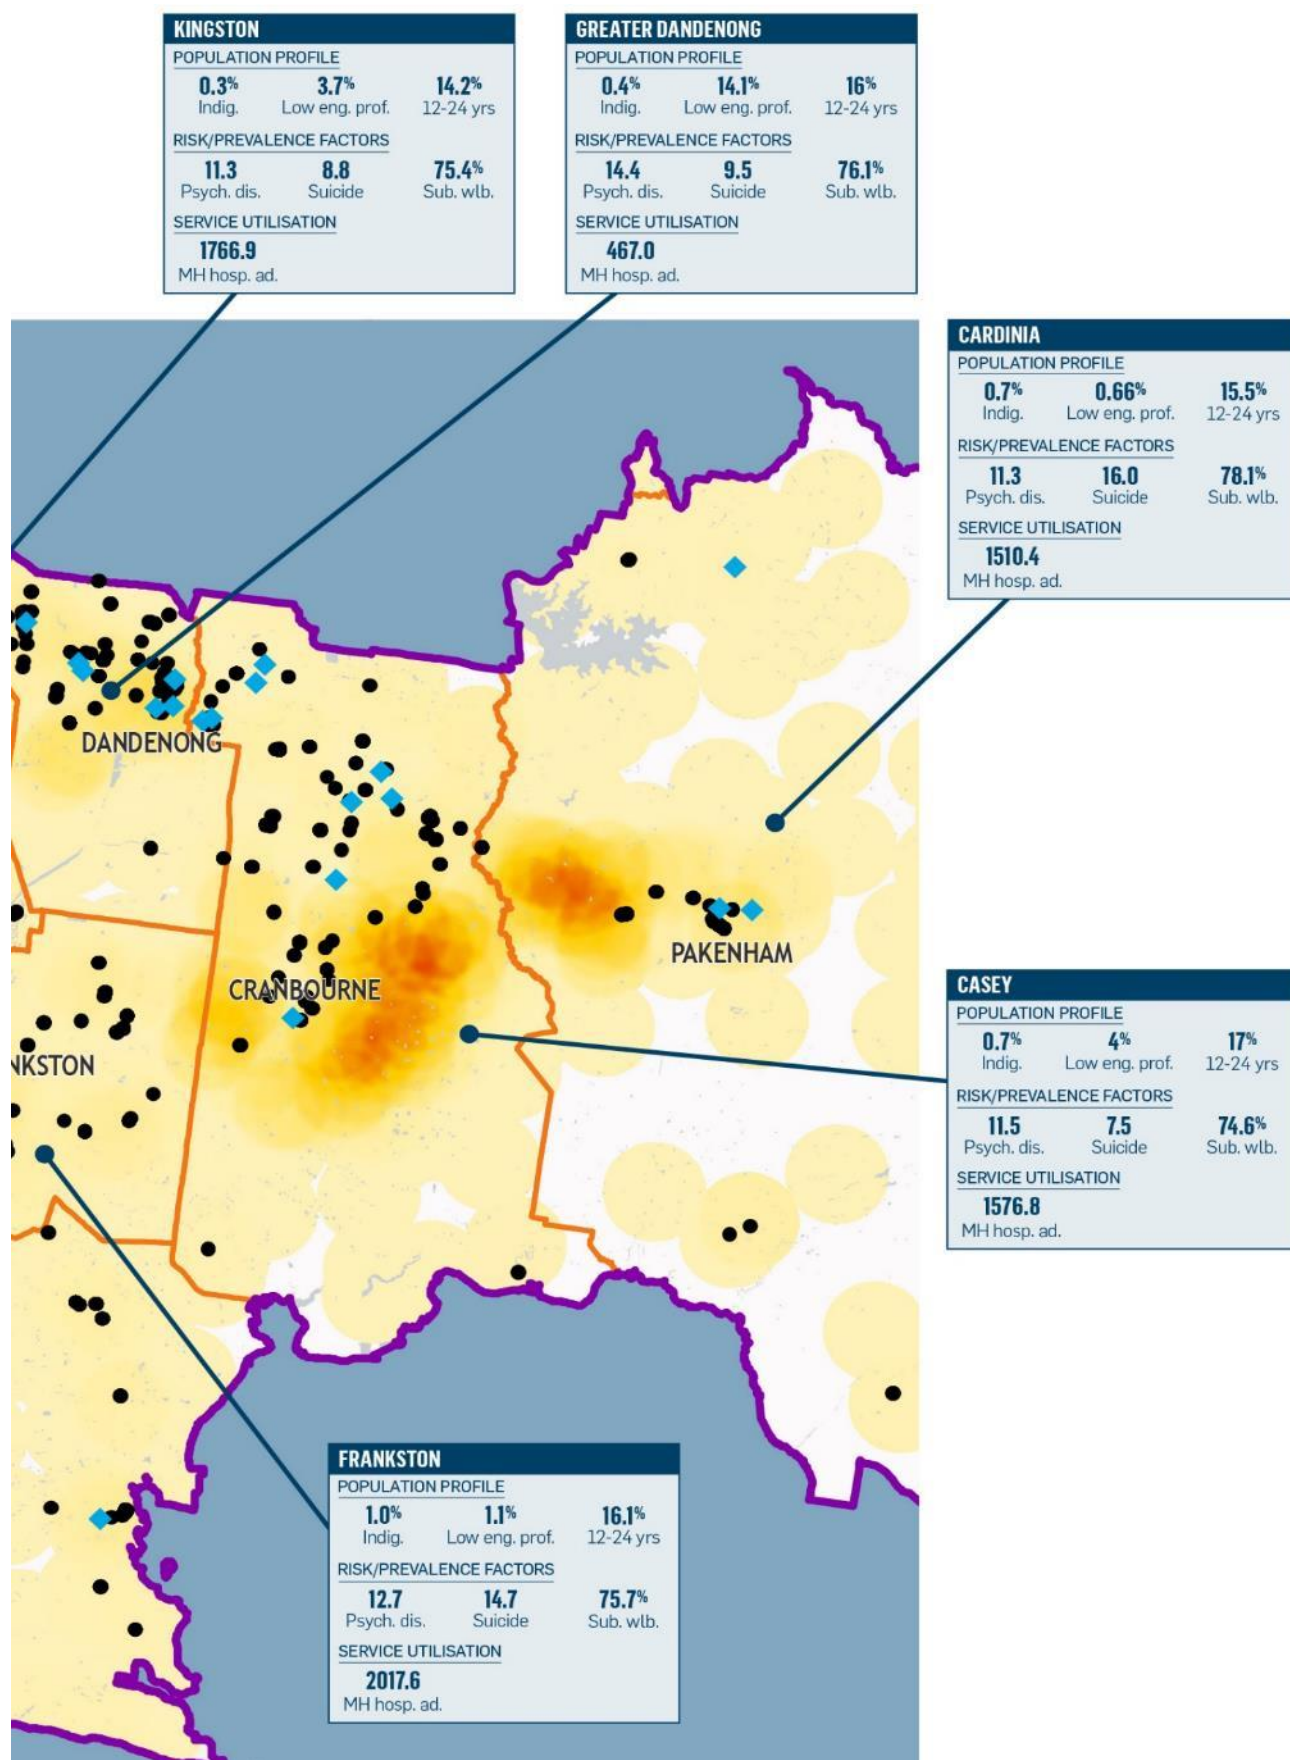 KINGSTON
POPULATION PROFILE
0.3% 3.7% 14.2%
Indig. Low eng. prof. 12-24 yrs
RISK/PREVALENCE FACTORS
11.3 8.8 75.4%
Psych. dis. Suicide Sub. wlb.
SERVICE UTILISATION
1766.9
MH hosp. ad.
GREATER DANDENONG
POPULATION PROFILE
0.4% 14.1% 16%
Indig. Low eng. prof. 12-24 yrs
RISK/PREVALENCE FACTORS
14.4 9.5 76.1%
Psych. dis. Suicide Sub. wlb.
SERVICE UTILISATION
467.0
MH hosp. ad.
CARDINIA
POPULATION PROFILE
0.7% 0.66% 15.5%
Indig. Low eng. prof. 12-24 yrs
RISK/PREVALENCE FACTORS
11.3 16.0 78.1%
Psych. dis. Suicide Sub. wlb.
SERVICE UTILISATION
1510.4
MH hosp. ad.
DANDENONG
PAKENHAM
CRANBOURNE
NKSTON
CASEY
POPULATION PROFILE
0.7% 4% 17%
Indig. Low eng. prof. 12-24 yrs
RISK/PREVALENCE FACTORS
11.5 7.5 74.6%
Psych. dis. Suicide Sub. wlb.
SERVICE UTILISATION
1576.8
MH hosp. ad.
FRANKSTON
POPULATION PROFILE
1.0% 1.1% 16.1%
Indig. Low eng. prof. 12-24 yrs
RISK/PREVALENCE FACTORS
12.7 14.7 75.7%
Psych. dis. Suicide Sub. wlb.
SERVICE UTILISATION
2017.6
MH hosp. ad.